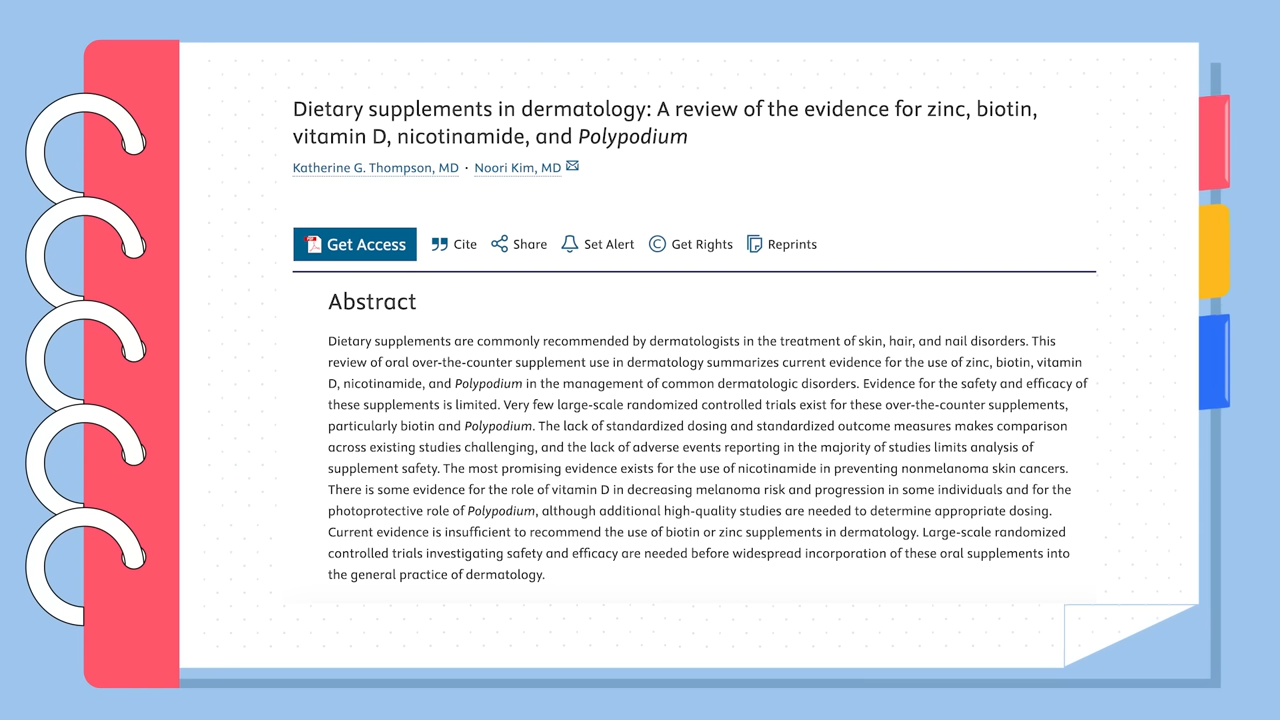 Dietary supplements in dermatology: A review of the evidence for zinc, biotin,
vitamin D, nicotinamide, and Polypodium
Katherine G. Thompson, MD · Noori Kim, MD
Get Access Cite Share Set Alert Get Rights Reprints
Abstract
Dietary supplements are commonly recommended by dermatologists in the treatment of skin, hair, and nail disorders. This
review of oral over-the-counter supplement use in dermatology summarizes current evidence for the use of zinc, biotin, vitamin
D, nicotinamide, and Polypodium in the management of common dermatologic disorders. Evidence for the safety and efficacy of
these supplements is limited. Very few large-scale randomized controlled trials exist for these over-the-counter supplements,
particularly biotin and Polypodium. The lack of standardized dosing and standardized outcome measures makes comparison
across existing studies challenging, and the lack of adverse events reporting in the majority of studies limits analysis of
supplement safety. The most promising evidence exists for the use of nicotinamide in preventing nonmelanoma skin cancers.
There is some evidence for the role of vitamin D in decreasing melanoma risk and progression in some individuals and for the
photoprotective role of Polypodium, although additional high-quality studies are needed to determine appropriate dosing.
Current evidence is insufficient to recommend the use of biotin or zinc supplements in dermatology. Large-scale randomized
controlled trials investigating safety and efficacy are needed before widespread incorporation of these oral supplements into
the general practice of dermatology.